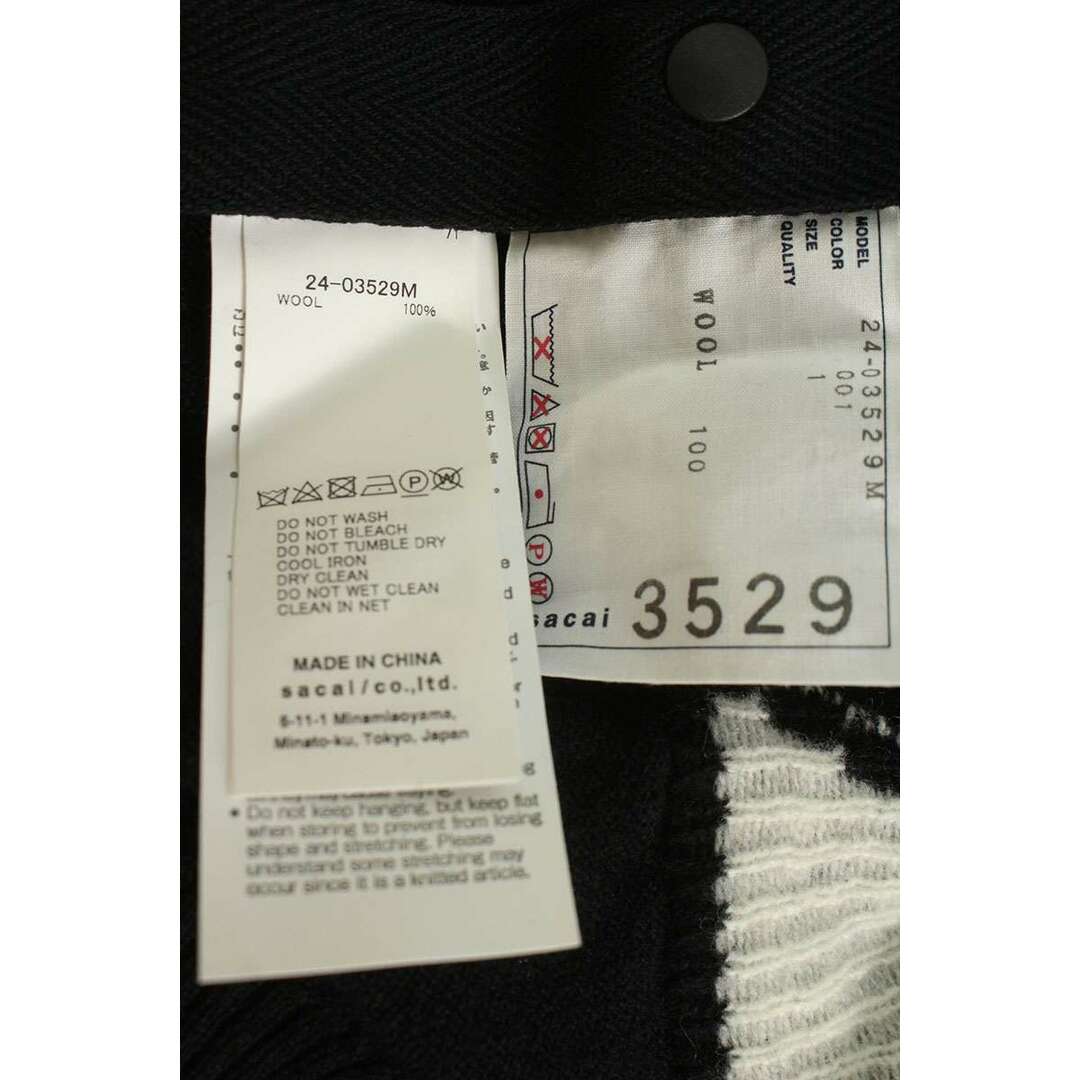 24-03529M
WOOL 100%
DO NOT WASH
DO NOT BLEACH
DO NOT TUMBLE DRY
COOL IRON
DRY CLEAN
DO NOT WET CLEAN
CLEAN IN NET
MADE IN CHINA
sacai/co.,ltd.
6-11-1 Minamiaoyama,
Minato-ku, Tokyo, Japan
• Do not keep hanging, but keep flat
when storing to prevent from losing
shape and stretching. Please
understand some stretching may
occur since it is a knitted article.
MODEL 24-03529M
COLOR 001
SIZE 1
QUALITY
WOOL 100
P
W
sacai 3529